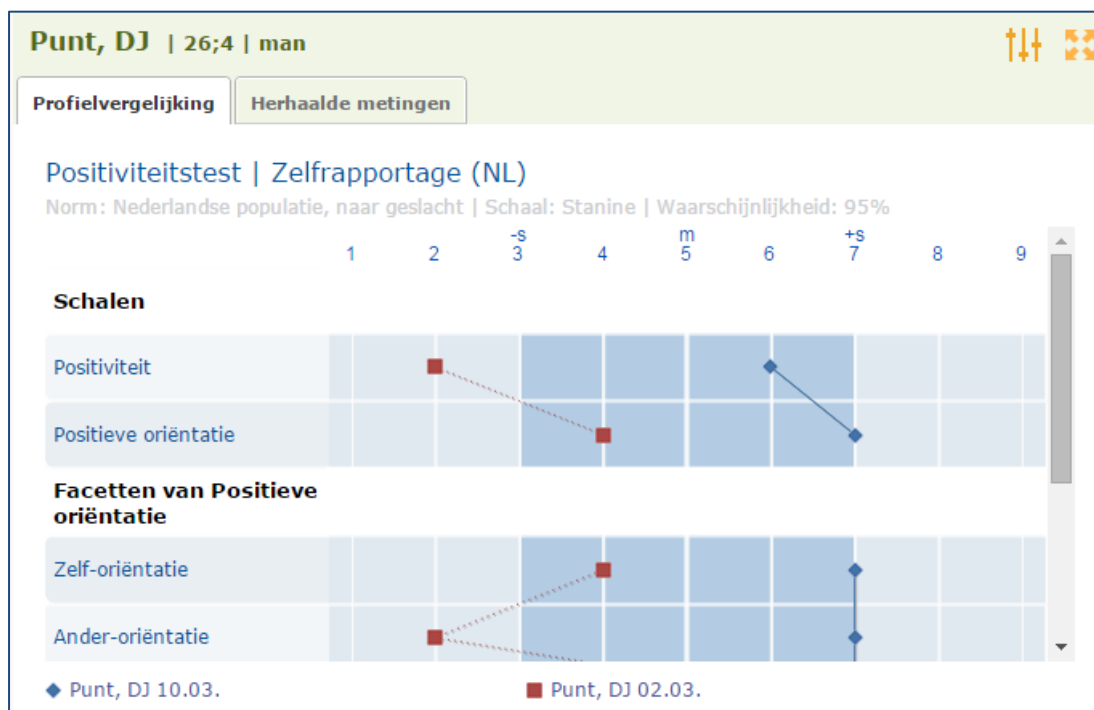 Punt, DJ | 26;4 | man
Profielvergelijking
Herhaalde metingen
Positiviteitstest | Zelfrapportage (NL)
Norm: Nederlandse populatie, naar geslacht | Schaal: Stanine | Waarschijnlijkheid: 95%
-s m +s
1 2 3 4 5 6 7 8 9
Schalen
Positiviteit
Positieve oriëntatie
Facetten van Positieve
oriëntatie
Zelf-oriëntatie
Ander-oriëntatie
Punt, DJ 10.03.
Punt, DJ 02.03.